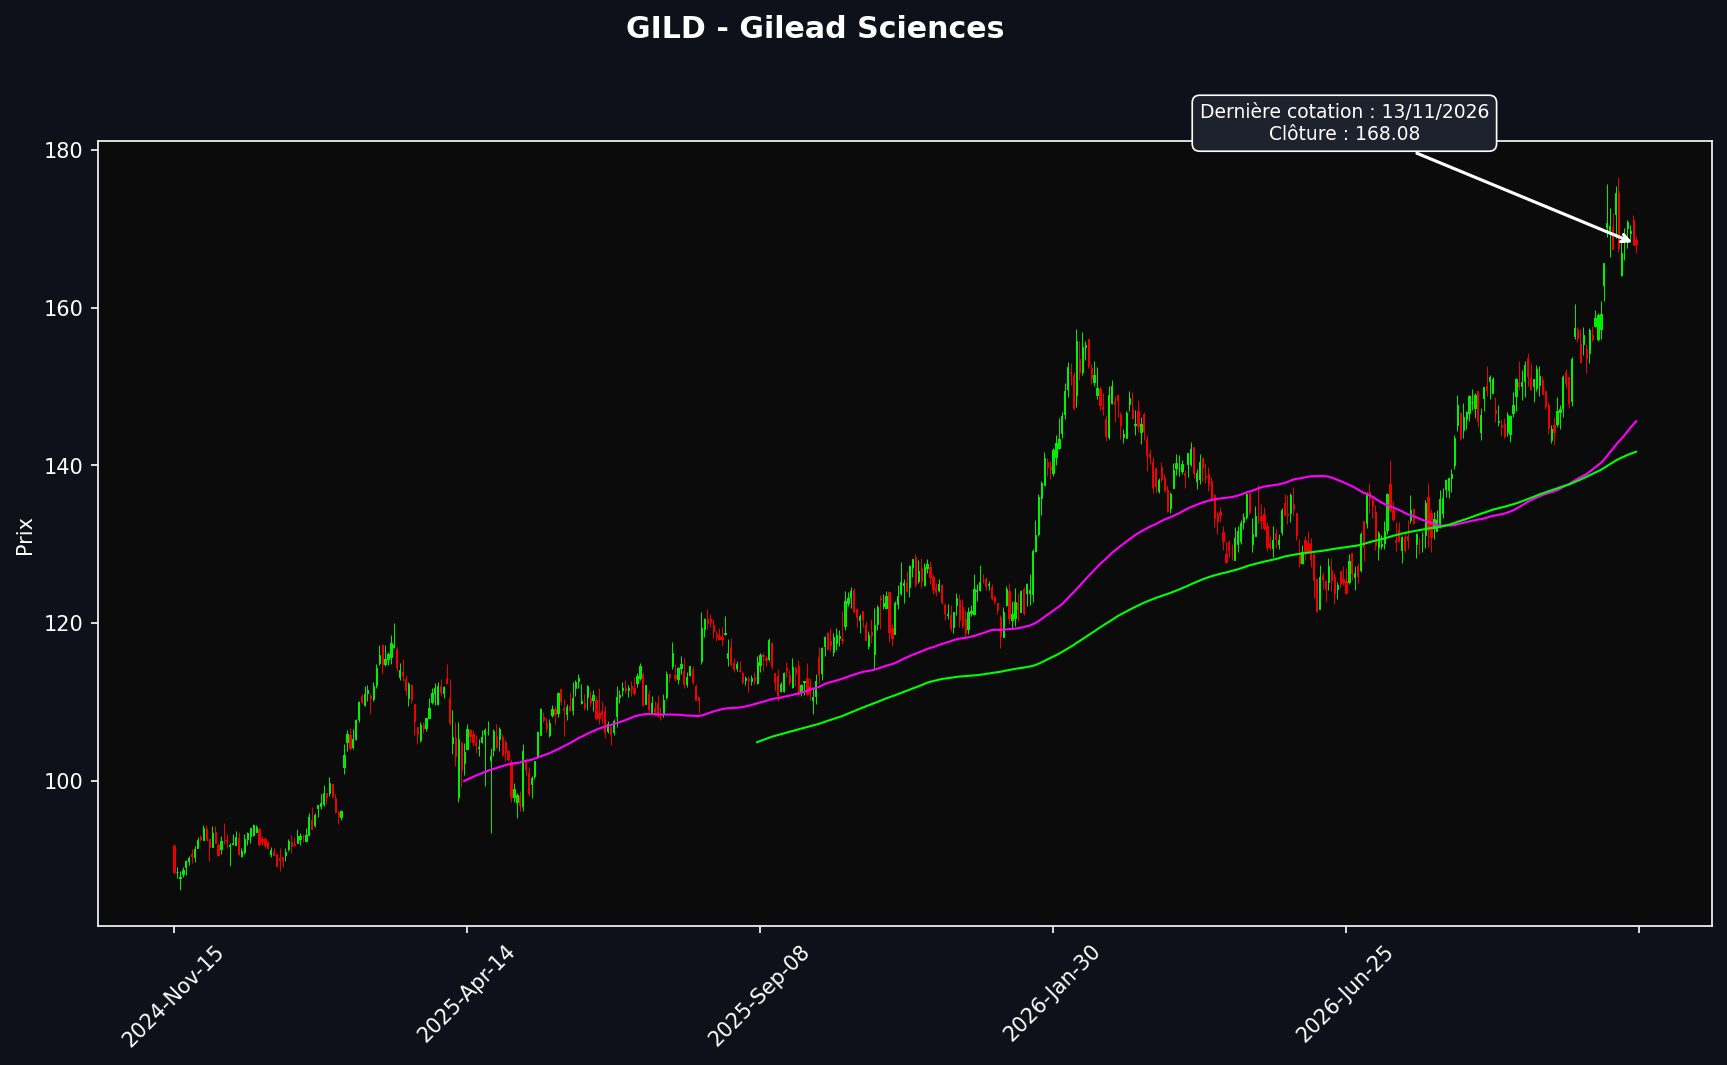 GILD - Gilead Sciences
Dernière cotation : 13/11/2026
Clôture : 168.08
Prix
180
160
140
120
100
2024-Nov-15
2025-Apr-14
2025-Sep-08
2026-Jan-30
2026-Jun-25